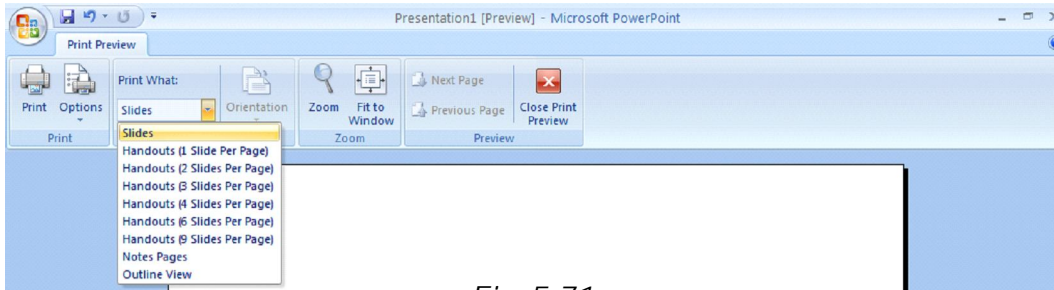 Presentation1 [Preview] - Microsoft PowerPoint
Print Preview
Print
Options
Print What:
Slides
Orientation
Zoom
Fit to
Window
Next Page
Previous Page
Close Print
Preview
Print
Zoom
Preview
Slides
Handouts (1 Slide Per Page)
Handouts (2 Slides Per Page)
Handouts (3 Slides Per Page)
Handouts (4 Slides Per Page)
Handouts (6 Slides Per Page)
Handouts (9 Slides Per Page)
Notes Pages
Outline View
Fig. 5.71